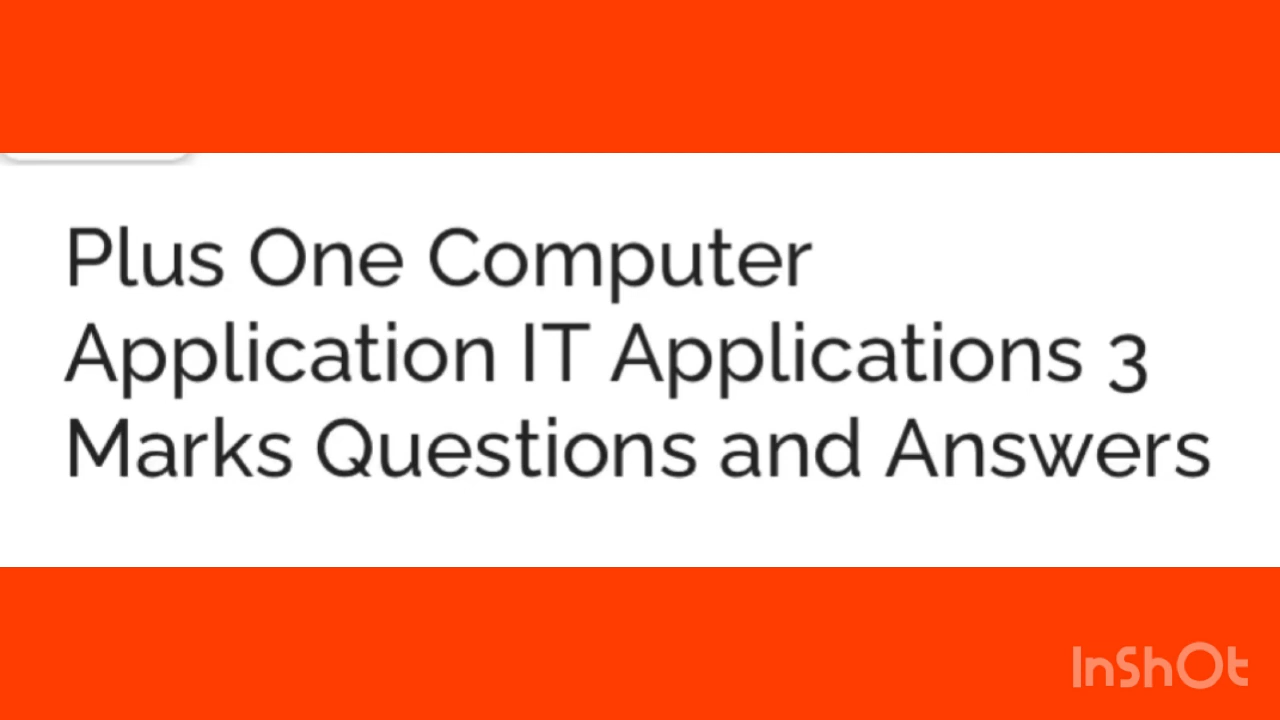 Plus One Computer
Application IT Applications 3
Marks Questions and Answers
InShOt